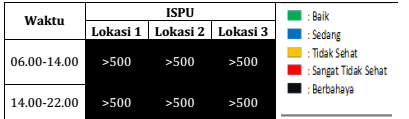 Waktu ISPU
Lokasi 1 Lokasi 2 Lokasi 3
06.00-14.00 >500 >500 >500
14.00-22.00 >500 >500 >500
: Baik
: Sedang
: Tidak Sehat
: Sangat Tidak Sehat
: Berbahaya